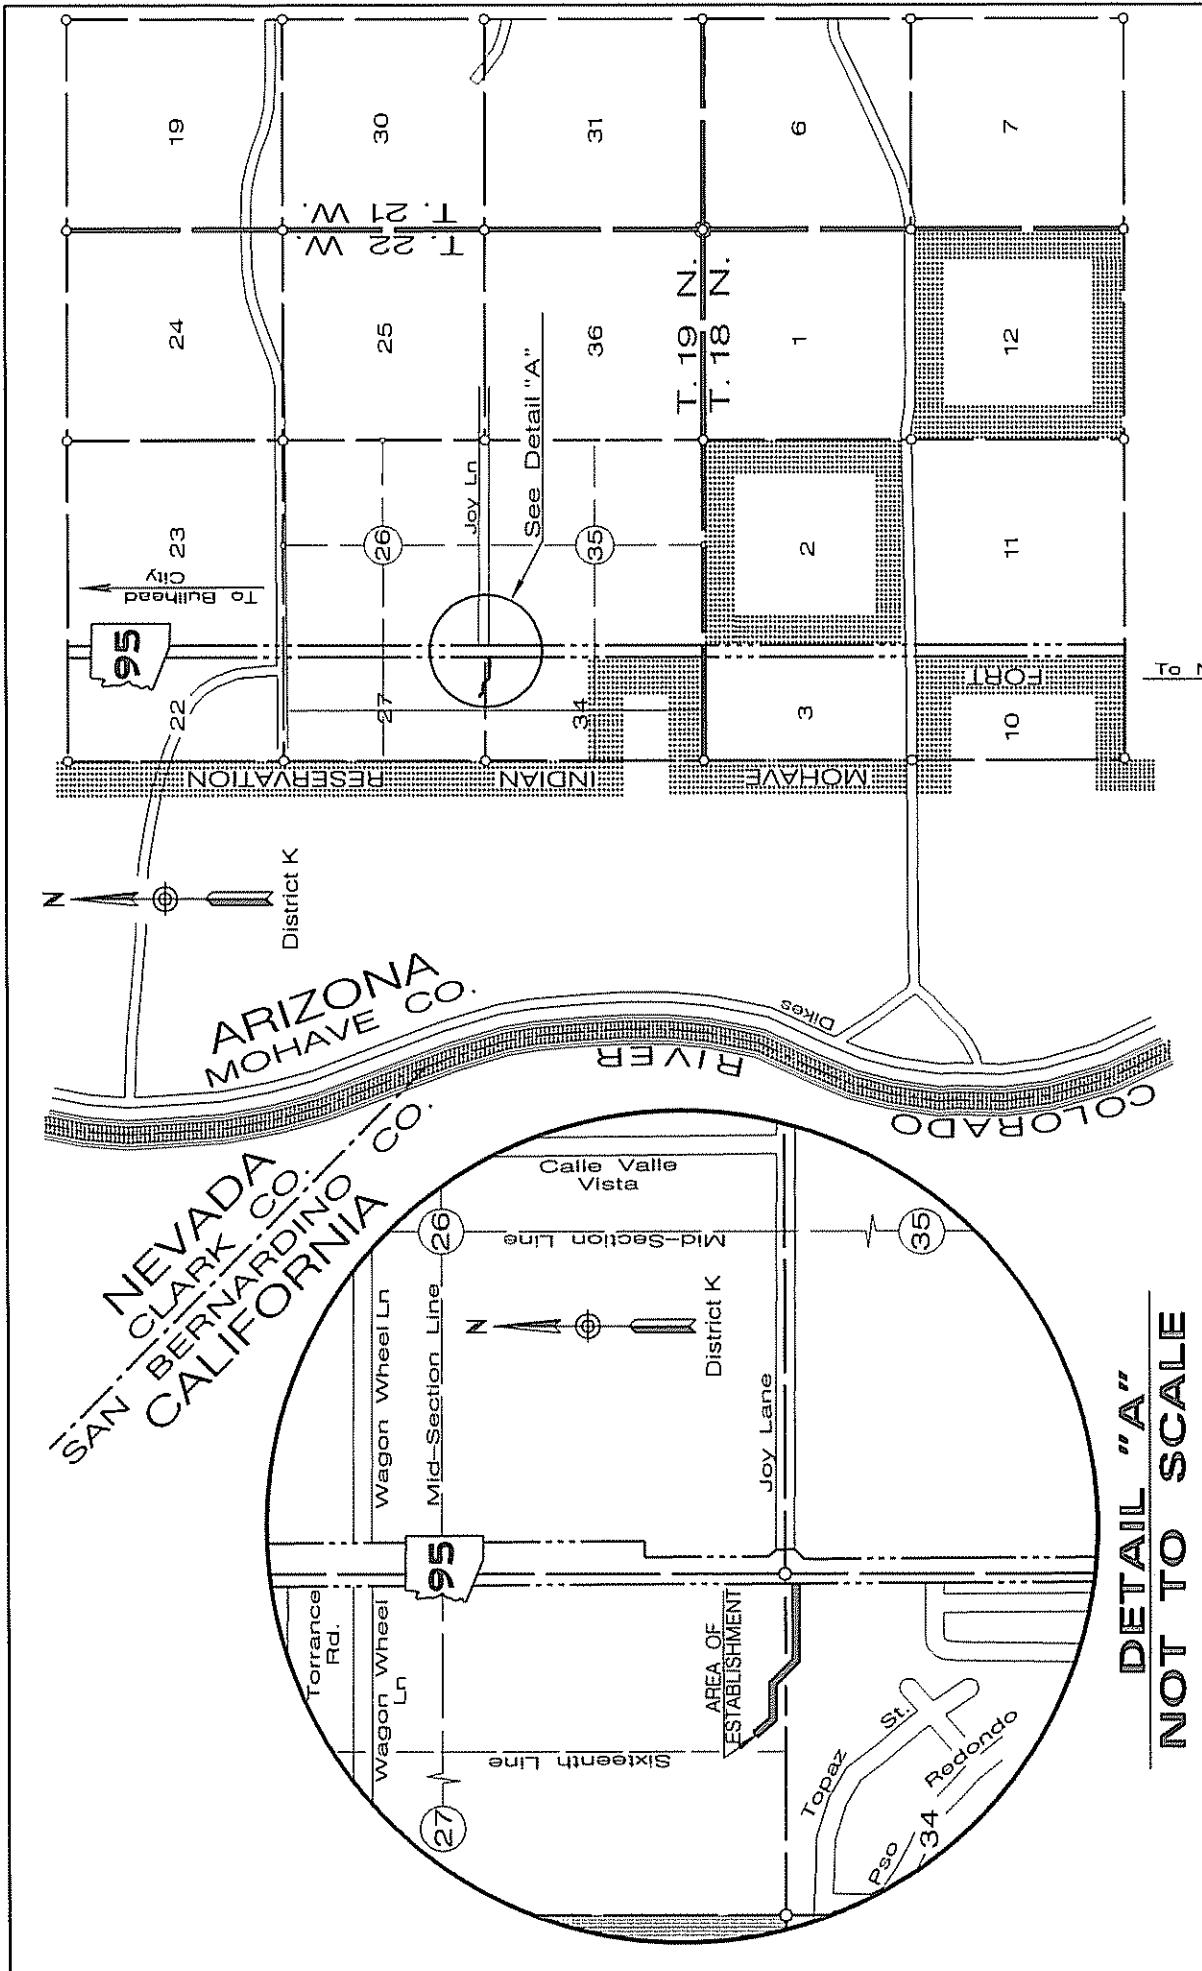 19
30
31
6
7
T. 21 W.
T. 22 W.
24
25
36
1
12
T. 19 N.
T. 18 N.
See Detail "A"
Joy Ln
23
26
35
2
11
To Bullhead
City
95
22
27
34
3
10
FORT
MOHAVE
INDIAN
RESERVATION
N
District K
ARIZONA
MOHAVE CO.
Dikes
COLORADO
RIVER
NEVADA
CLARK CO.
SAN BERNARDINO CO.
CALIFORNIA
Calle Valle
Vista
26
Mid-Section Line
35
Wagon Wheel Ln
Mid-Section Line
N
District K
Joy Lane
95
Torrance
Rd.
Wagon Wheel
Ln
AREA OF
ESTABLISHMENT
Sixteenth Line
27
Topaz St.
Redondo
Pso
34
DETAIL "A"
NOT TO SCALE